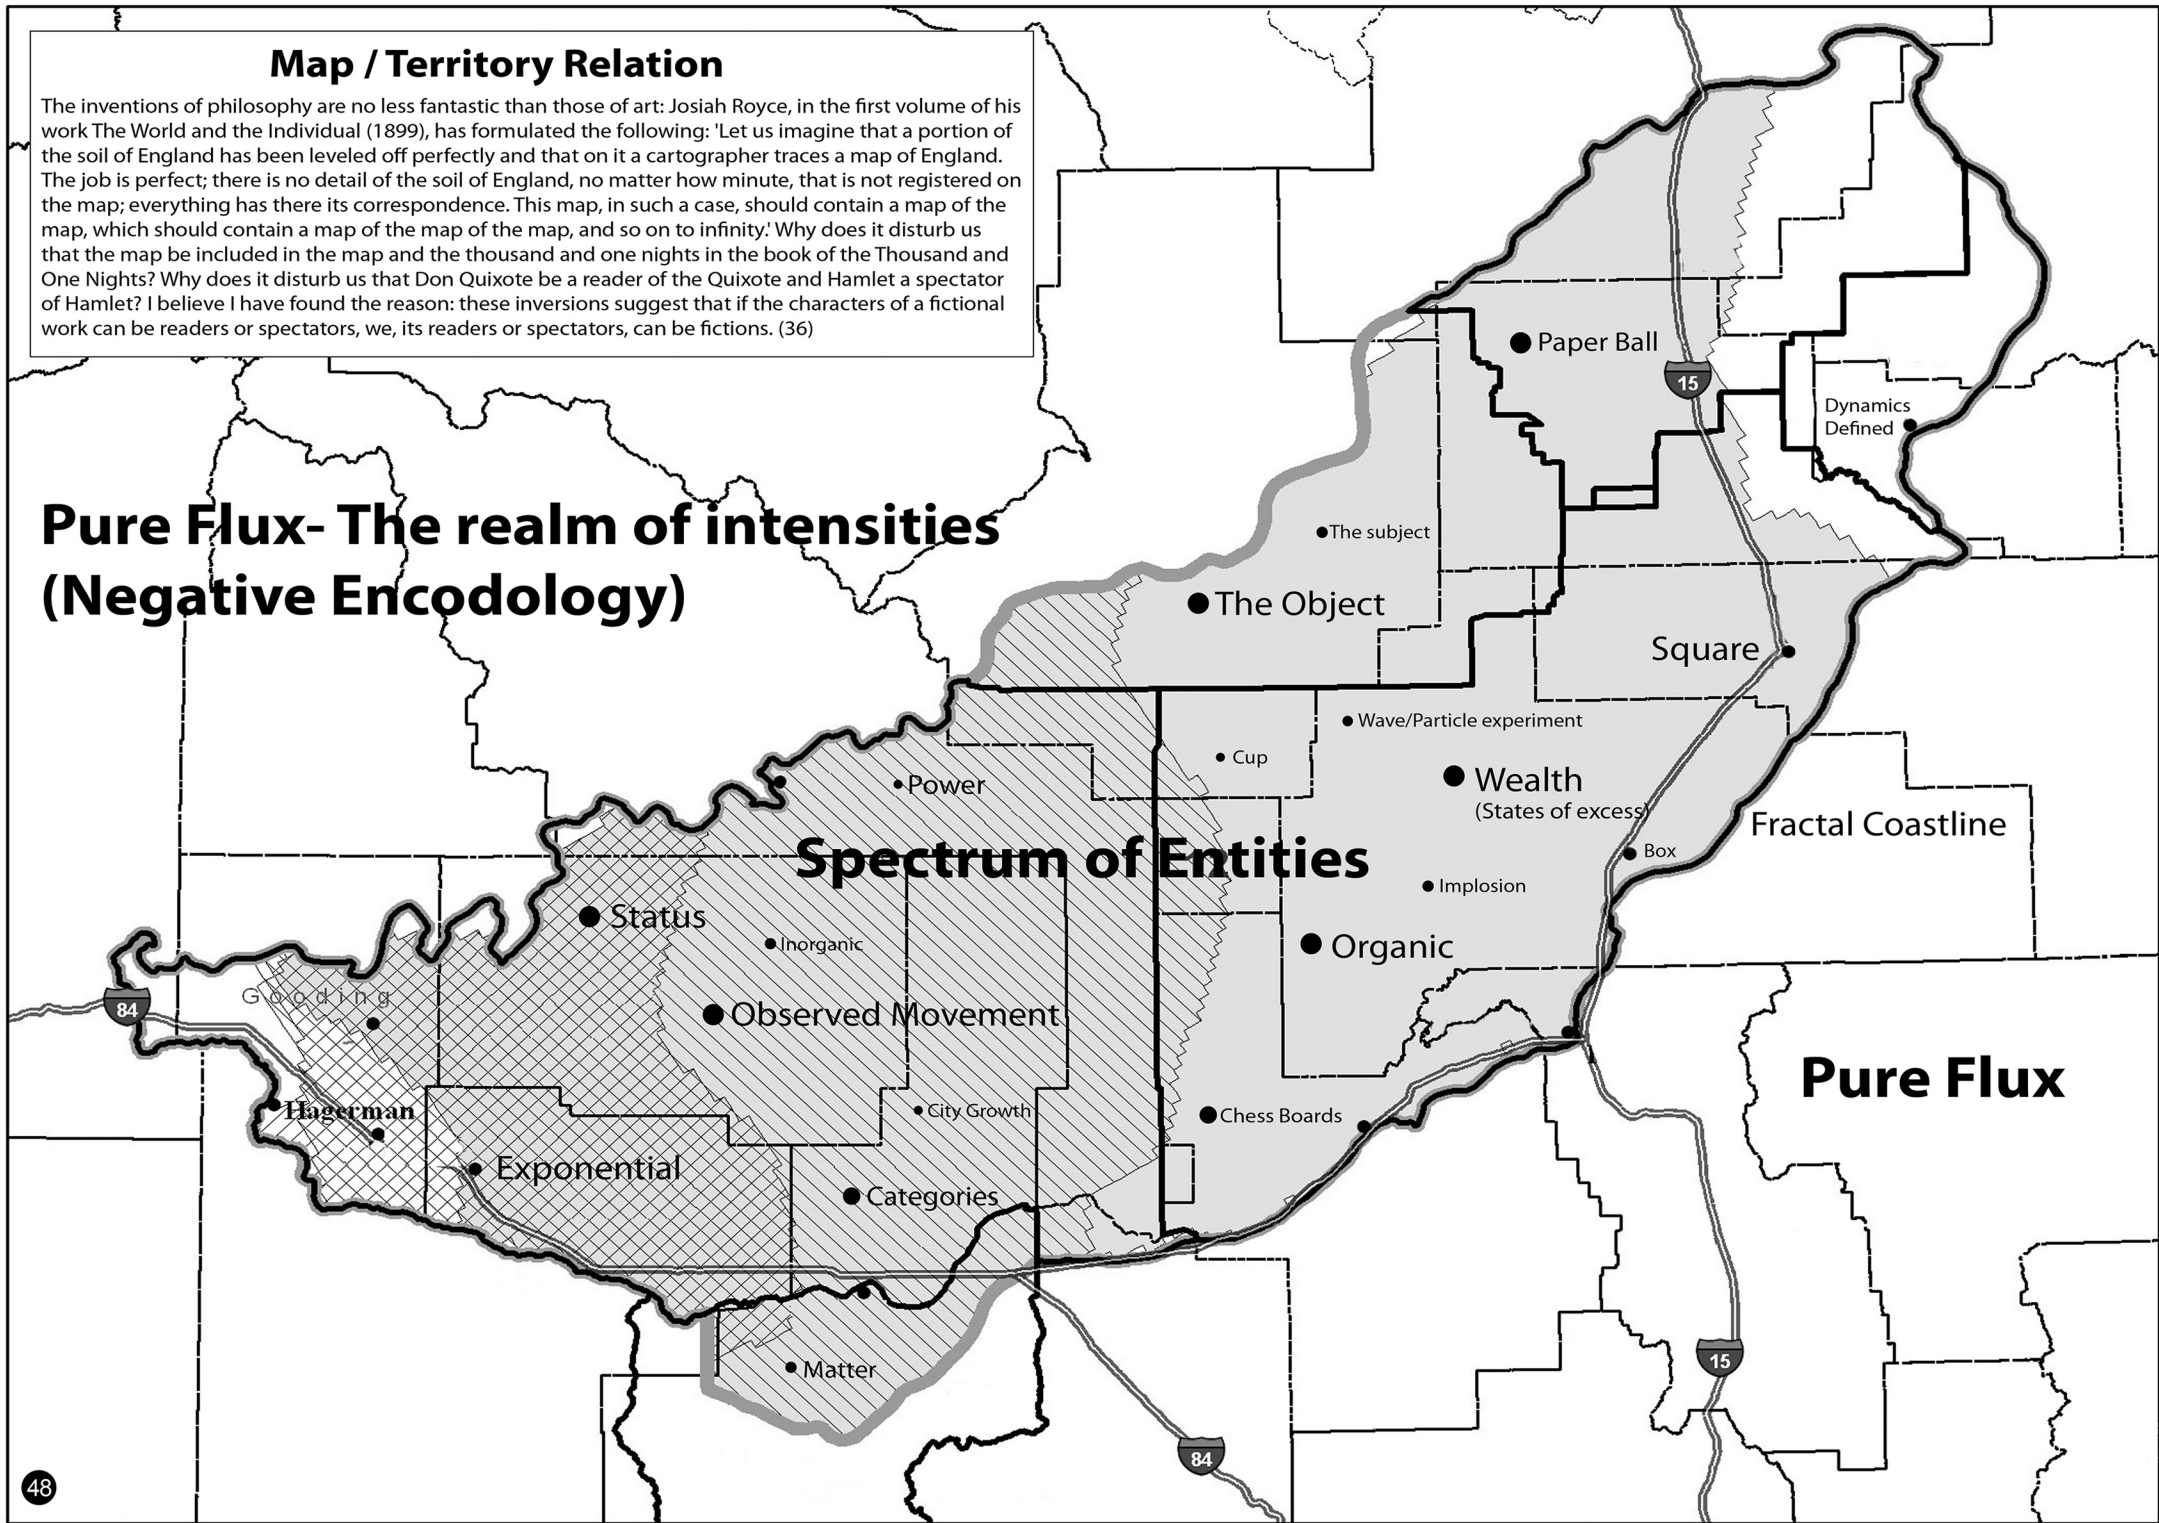 Map / Territory Relation
The inventions of philosophy are no less fantastic than those of art: Josiah Royce, in the first volume of his
work The World and the Individual (1899), has formulated the following: 'Let us imagine that a portion of
the soil of England has been leveled off perfectly and that on it a cartographer traces a map of England.
The job is perfect; there is no detail of the soil of England, no matter how minute, that is not registered on
the map; everything has there its correspondence. This map, in such a case, should contain a map of the
map, which should contain a map of the map of the map, and so on to infinity.' Why does it disturb us
that the map be included in the map and the thousand and one nights in the book of the Thousand and
One Nights? Why does it disturb us that Don Quixote be a reader of the Quixote and Hamlet a spectator
of Hamlet? I believe I have found the reason: these inversions suggest that if the characters of a fictional
work can be readers or spectators, we, its readers or spectators, can be fictions. (36)
Paper Ball
15
Dynamics
Defined
Pure Flux- The realm of intensities
(Negative Encodology)
The subject
The Object
Square
Wave/Particle experiment
Cup
Power
Wealth
(States of excess)
Fractal Coastline
Spectrum of Entities
Box
Implosion
Status
Inorganic
Organic
Gooding
84
Observed Movement
Pure Flux
Hagerman
City Growth
Chess Boards
Exponential
Categories
15
Matter
84
48